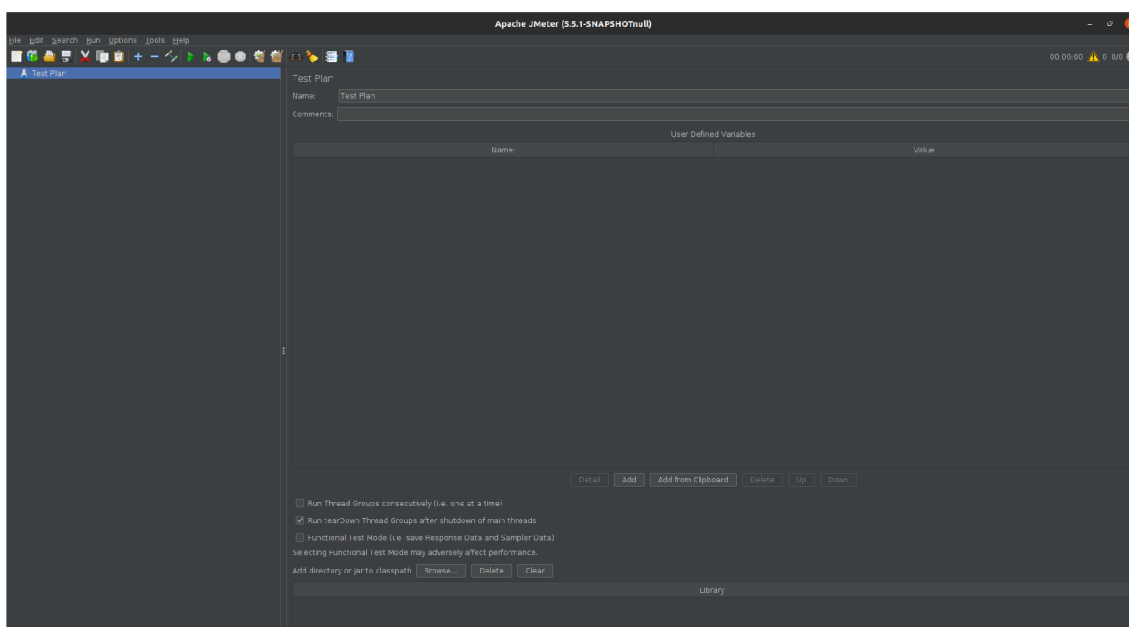 Apache JMeter (5.5.1-SNAPSHOTnull)
File Edit Search Run Options Tools Help
00:00:00 0 0/0
Test Plan
Test Plan
Name: Test Plan
Comments:
User Defined Variables
Name: Value
Detail Add Add from Clipboard Delete Up Down
Run Thread Groups consecutively (i.e. one at a time)
Run tearDown Thread Groups after shutdown of main threads
Functional Test Mode (i.e. save Response Data and Sampler Data)
Selecting Functional Test Mode may adversely affect performance.
Add directory or jar to classpath Browse... Delete Clear
Library